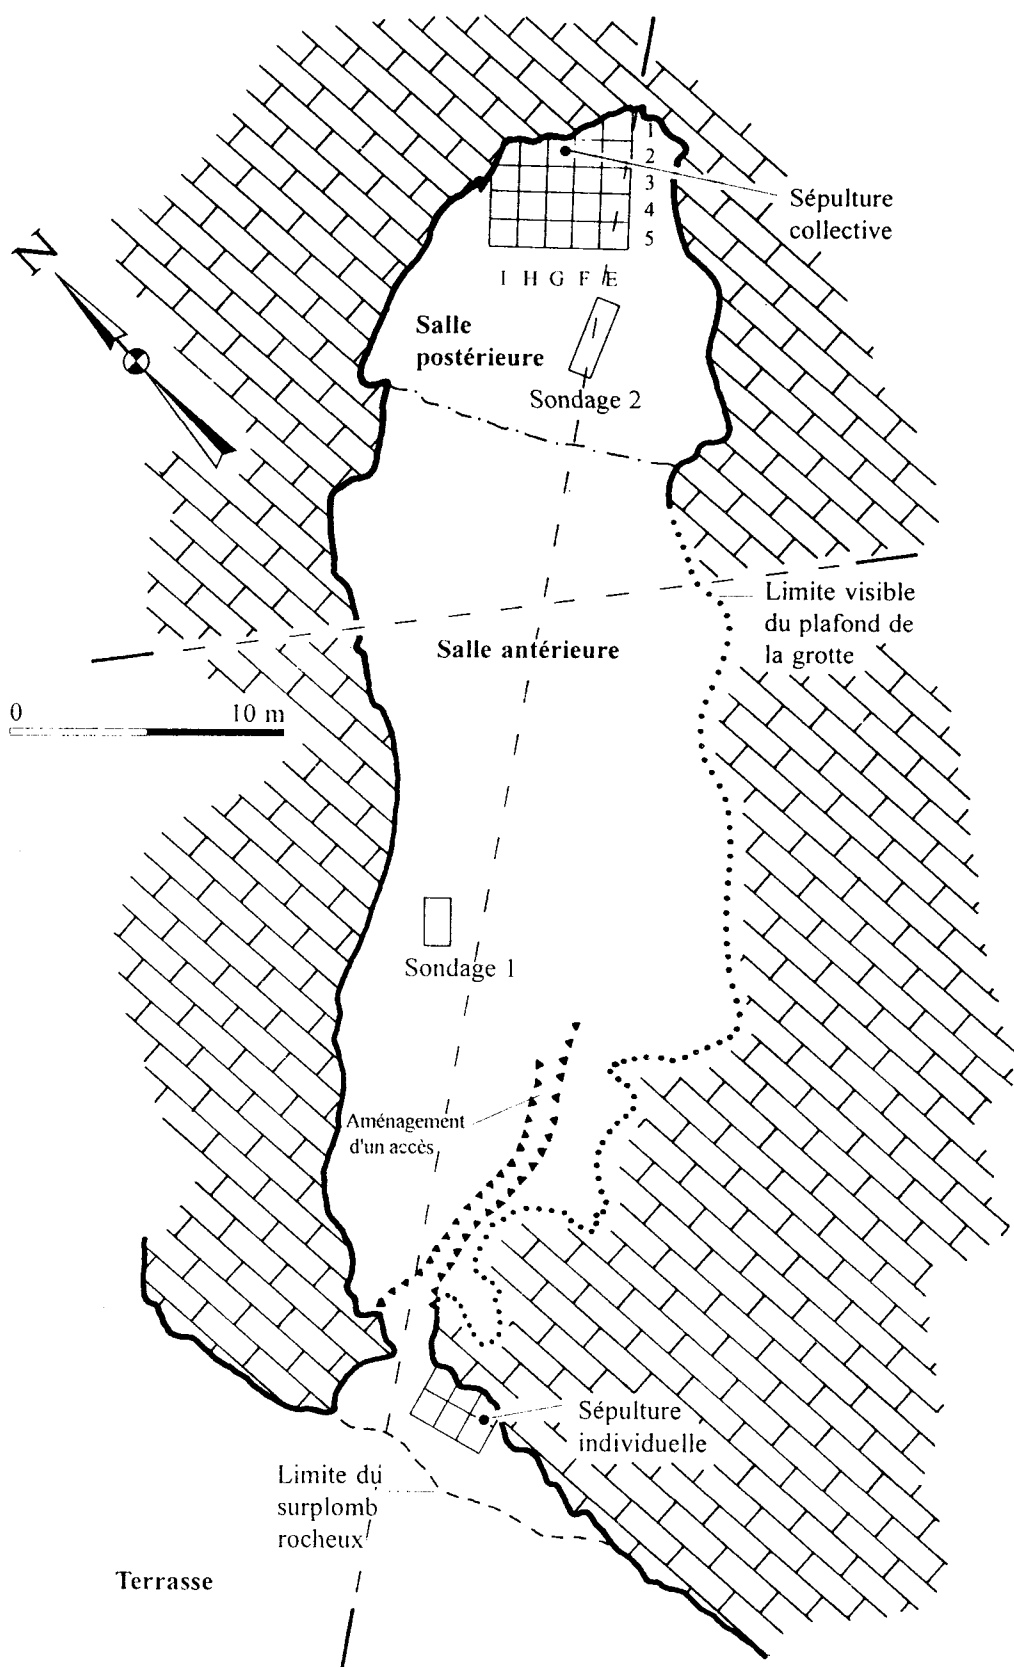 1
2
3
4
5
Sépulture
collective
N
I H G F E
Salle
postérieure
Sondage 2
Limite visible
du plafond de
la grotte
Salle antérieure
0 10 m
Sondage 1
Aménagement
d'un accès
Sépulture
individuelle
Limite du
surplomb
rocheux
Terrasse